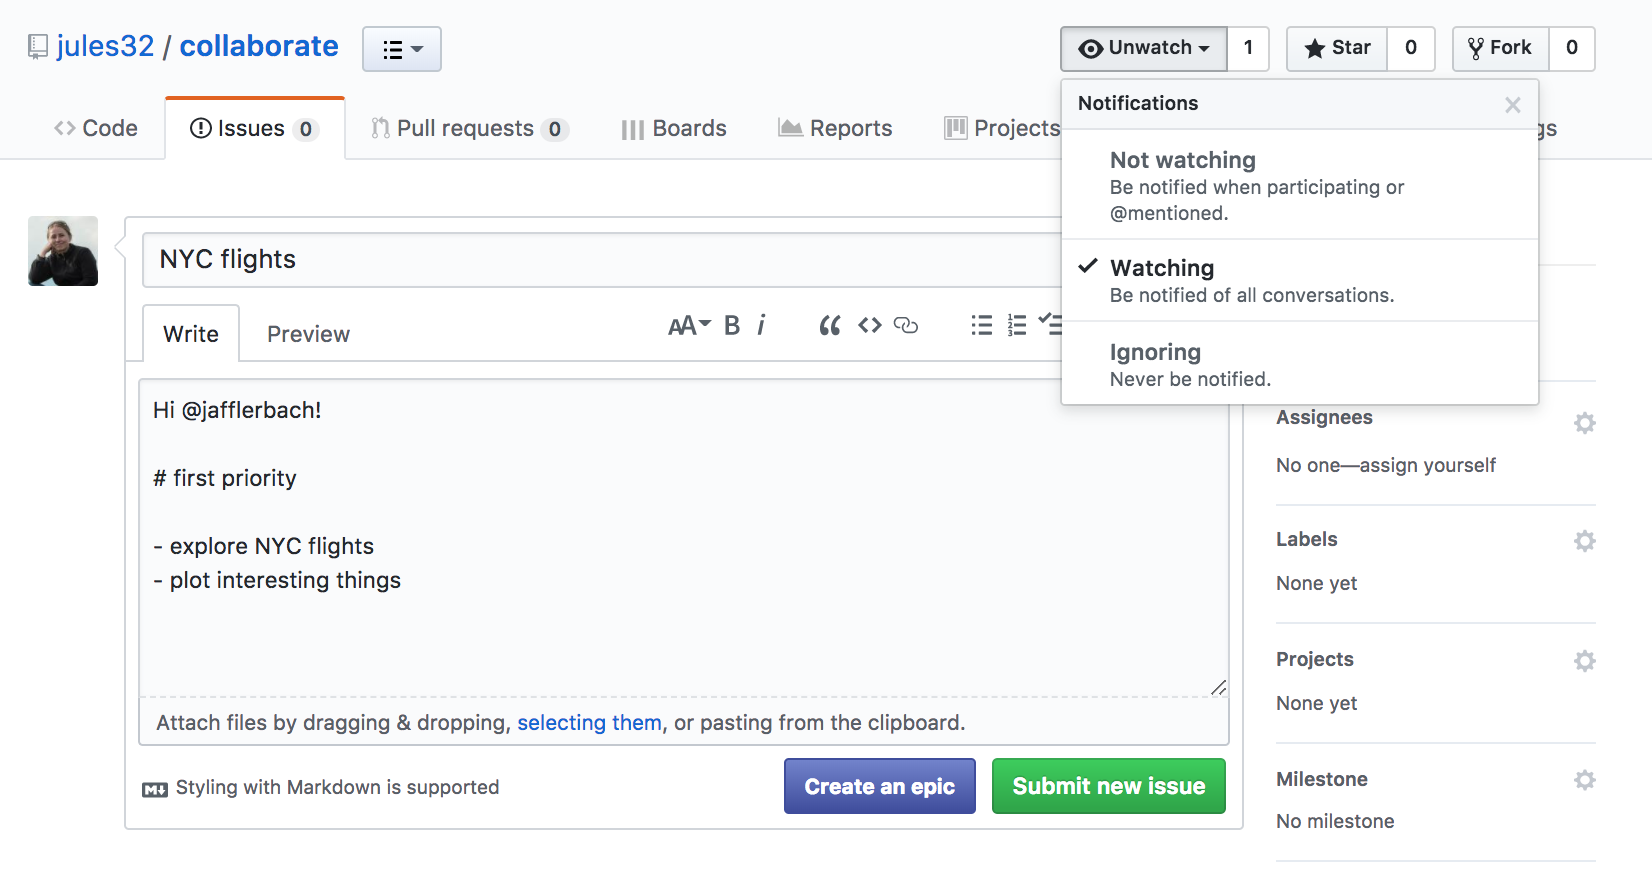 jules32 / collaborate
Unwatch 1 Star 0 Fork 0
Code Issues 0 Pull requests 0 Boards Reports Projects gs
Notifications
Not watching
Be notified when participating or
@mentioned.
Watching
Be notified of all conversations.
Ignoring
Never be notified.
NYC flights
Write Preview
AA B i
Hi @jafflerbach!
# first priority
- explore NYC flights
- plot interesting things
Attach files by dragging & dropping, selecting them, or pasting from the clipboard.
Styling with Markdown is supported
Create an epic Submit new issue
Assignees
No one—assign yourself
Labels
None yet
Projects
None yet
Milestone
No milestone